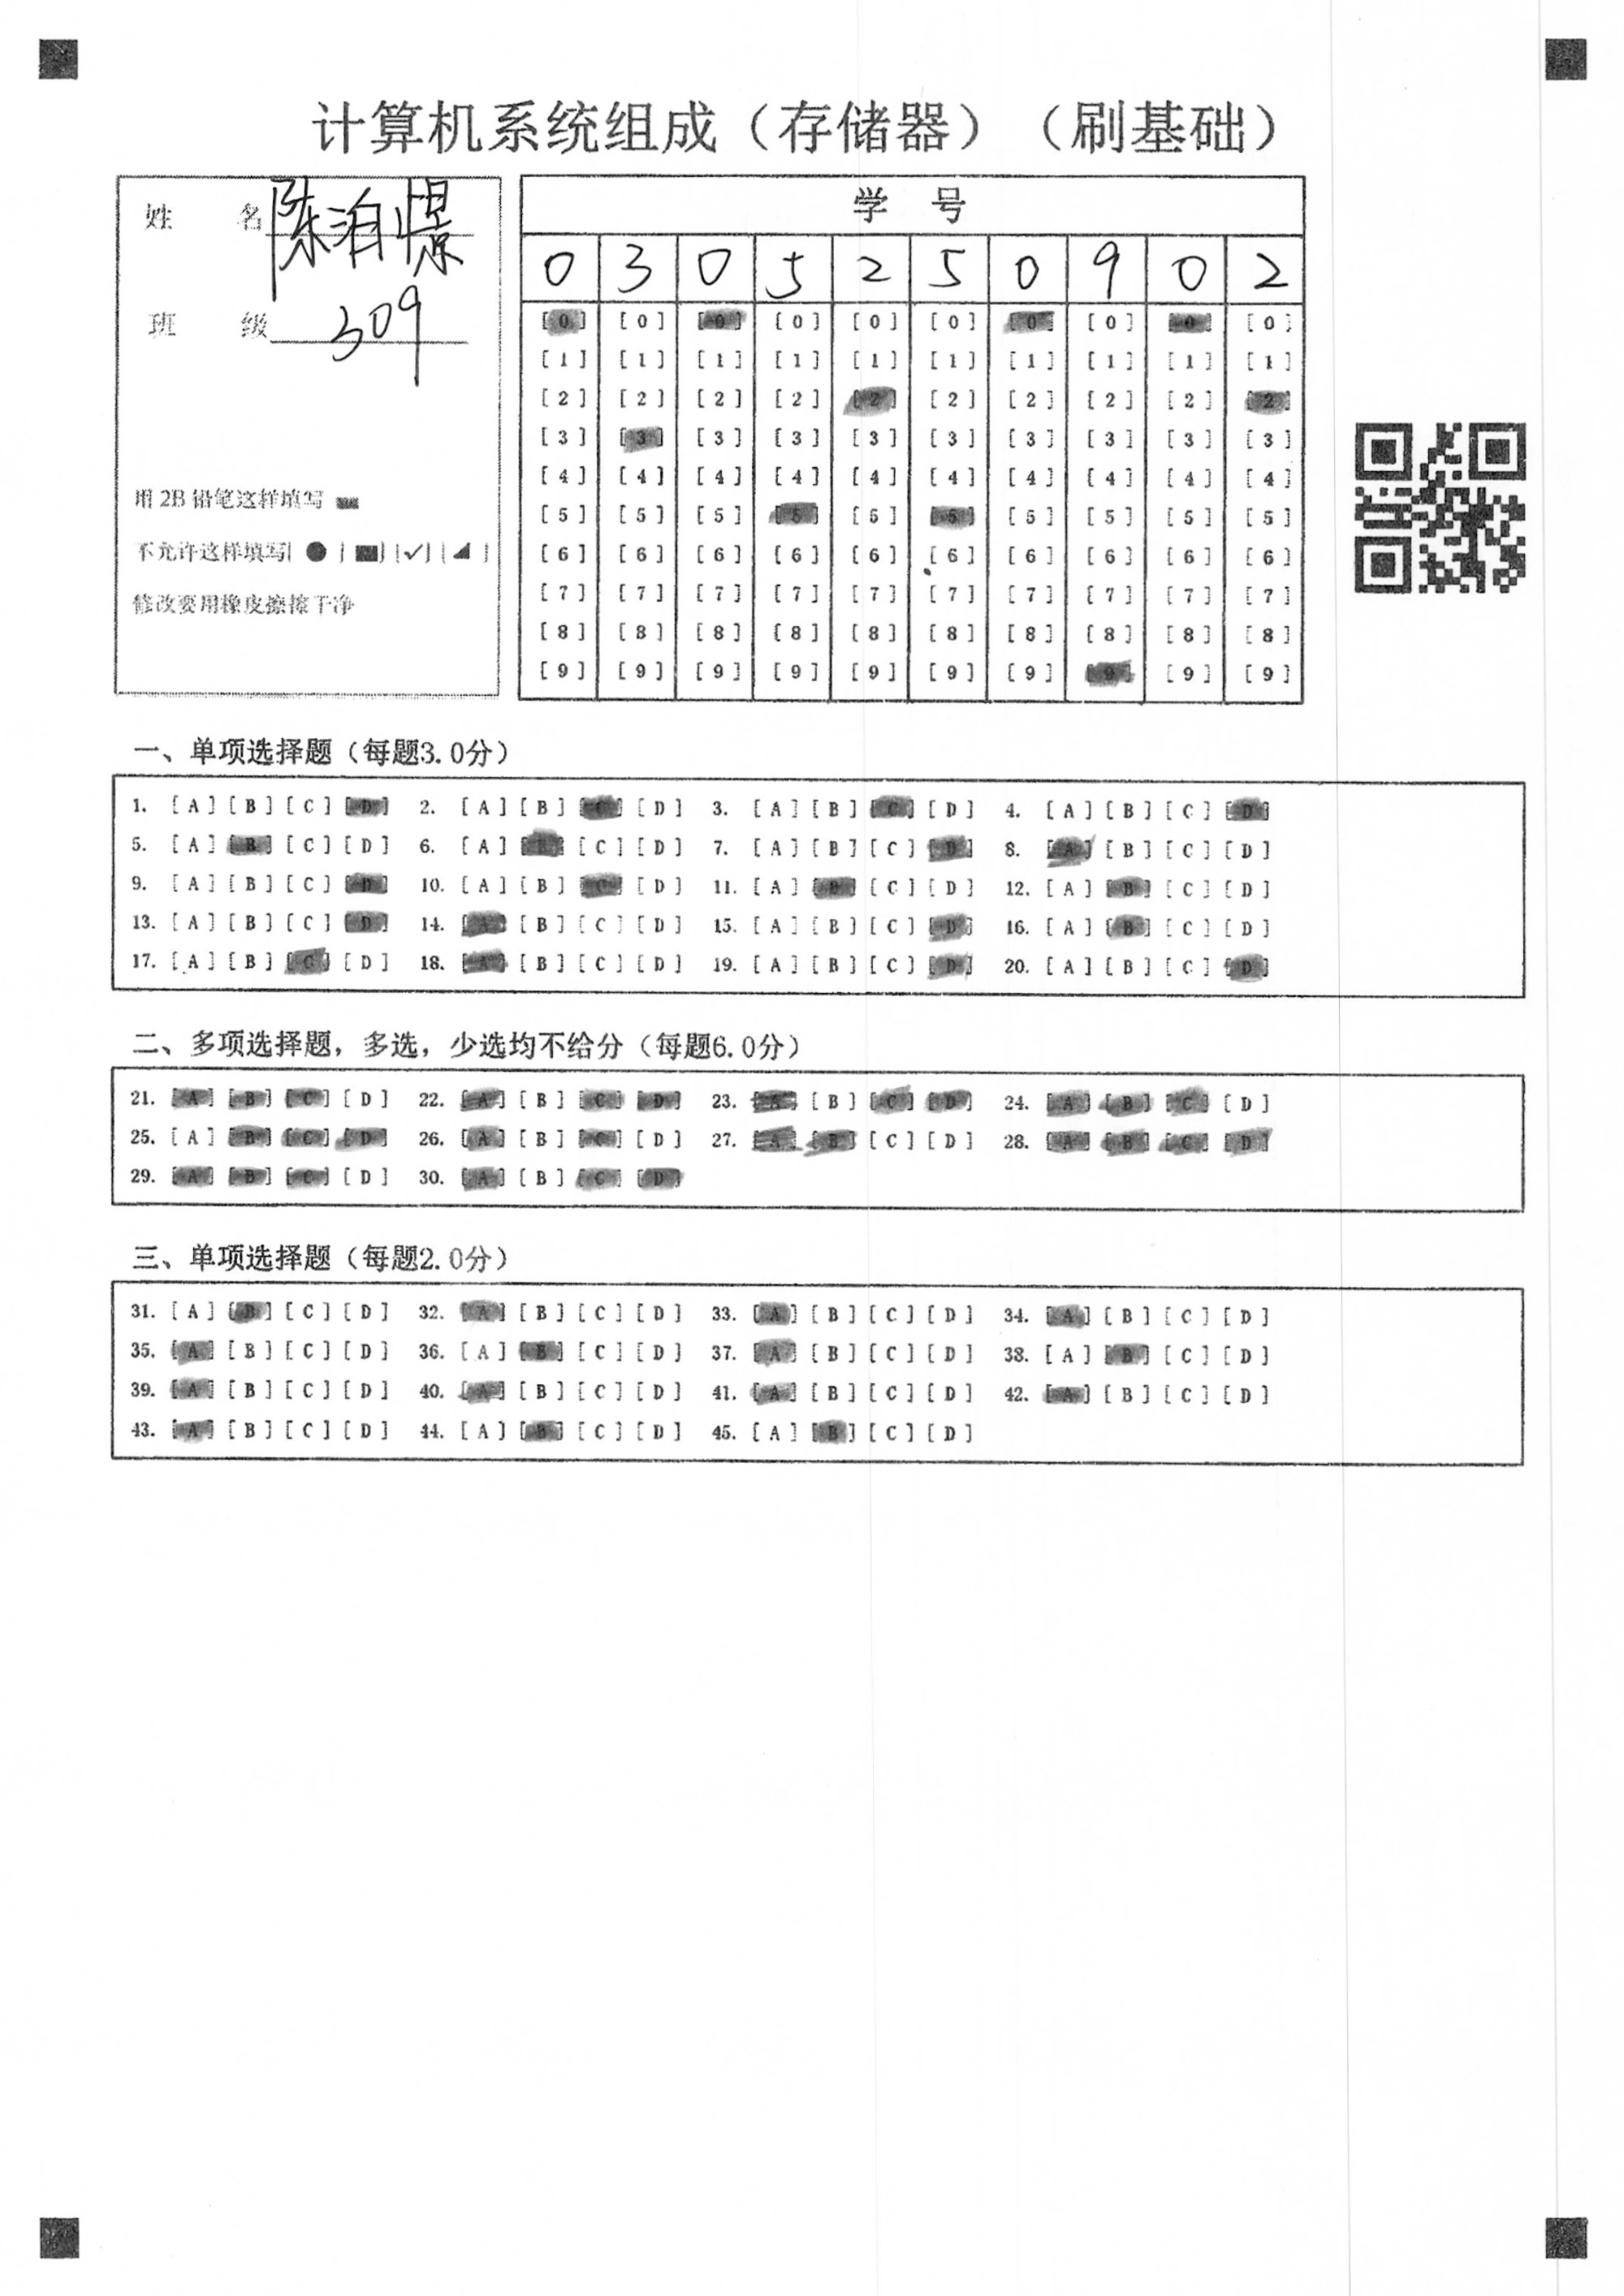 计算机系统组成（存储器）（刷基础）
姓 名 陈泊憬
班 级 309
用 2B 铅笔这样填写
不允许这样填写
修改要用橡皮擦擦干净
学 号
0 3 0 5 2 5 0 9 0 2
[0] [0] [0] [0] [0] [0] [0] [0] [0] [0]
[1] [1] [1] [1] [1] [1] [1] [1] [1] [1]
[2] [2] [2] [2] [2] [2] [2] [2] [2] [2]
[3] [3] [3] [3] [3] [3] [3] [3] [3] [3]
[4] [4] [4] [4] [4] [4] [4] [4] [4] [4]
[5] [5] [5] [5] [5] [5] [5] [5] [5] [5]
[6] [6] [6] [6] [6] [6] [6] [6] [6] [6]
[7] [7] [7] [7] [7] [7] [7] [7] [7] [7]
[8] [8] [8] [8] [8] [8] [8] [8] [8] [8]
[9] [9] [9] [9] [9] [9] [9] [9] [9] [9]
一、单项选择题（每题3.0分）
1. [A] [B] [C] [D] 2. [A] [B] [C] [D] 3. [A] [B] [C] [D] 4. [A] [B] [C] [D]
5. [A] [B] [C] [D] 6. [A] [B] [C] [D] 7. [A] [B] [C] [D] 8. [A] [B] [C] [D]
9. [A] [B] [C] [D] 10. [A] [B] [C] [D] 11. [A] [B] [C] [D] 12. [A] [B] [C] [D]
13. [A] [B] [C] [D] 14. [A] [B] [C] [D] 15. [A] [B] [C] [D] 16. [A] [B] [C] [D]
17. [A] [B] [C] [D] 18. [A] [B] [C] [D] 19. [A] [B] [C] [D] 20. [A] [B] [C] [D]
二、多项选择题，多选，少选均不给分（每题6.0分）
21. [A] [B] [C] [D] 22. [A] [B] [C] [D] 23. [A] [B] [C] [D] 24. [A] [B] [C] [D]
25. [A] [B] [C] [D] 26. [A] [B] [C] [D] 27. [A] [B] [C] [D] 28. [A] [B] [C] [D]
29. [A] [B] [C] [D] 30. [A] [B] [C] [D]
三、单项选择题（每题2.0分）
31. [A] [B] [C] [D] 32. [A] [B] [C] [D] 33. [A] [B] [C] [D] 34. [A] [B] [C] [D]
35. [A] [B] [C] [D] 36. [A] [B] [C] [D] 37. [A] [B] [C] [D] 38. [A] [B] [C] [D]
39. [A] [B] [C] [D] 40. [A] [B] [C] [D] 41. [A] [B] [C] [D] 42. [A] [B] [C] [D]
43. [A] [B] [C] [D] 44. [A] [B] [C] [D] 45. [A] [B] [C] [D]